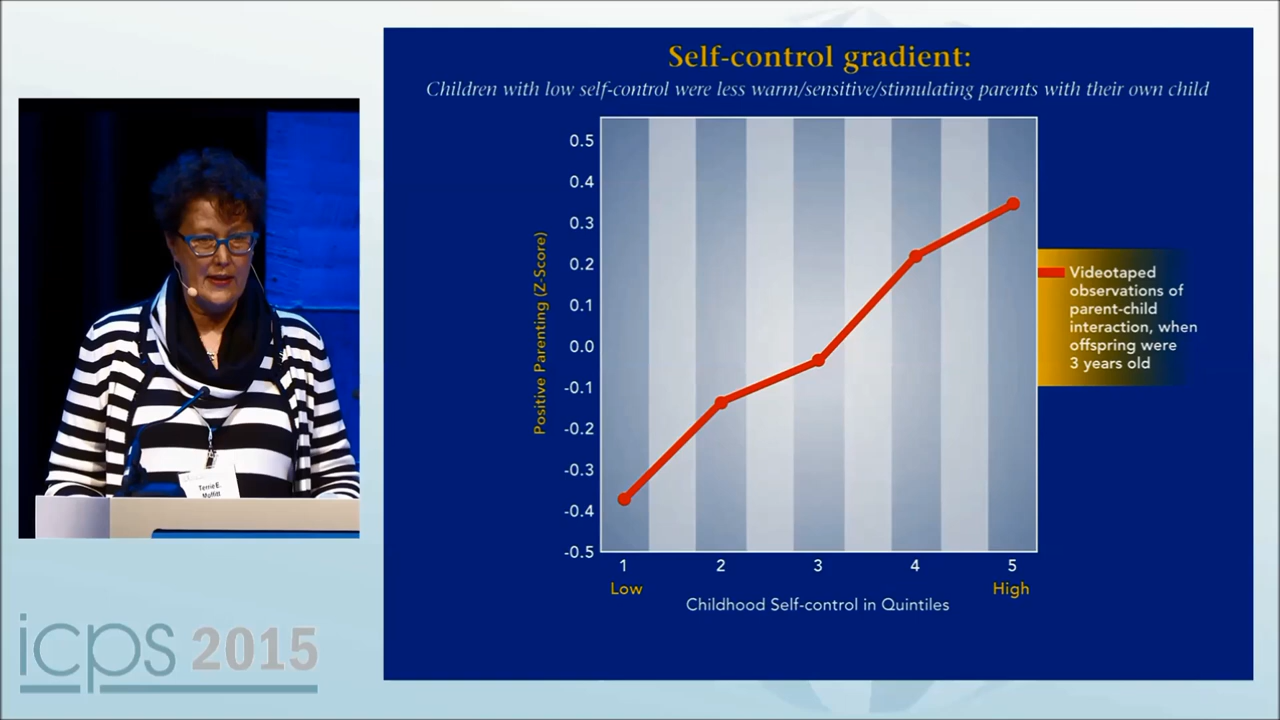 Self-control gradient:
Children with low self-control were less warm/sensitive/stimulating parents with their own child
0.5
0.4
0.3
0.2
0.1
0.0
-0.1
-0.2
-0.3
-0.4
-0.5
Positive Parenting (Z-Score)
1
2
3
4
5
Low
High
Childhood Self-control in Quintiles
Videotaped
observations of
parent-child
interaction, when
offspring were
3 years old
Terrie E.
Moffitt
icps 2015